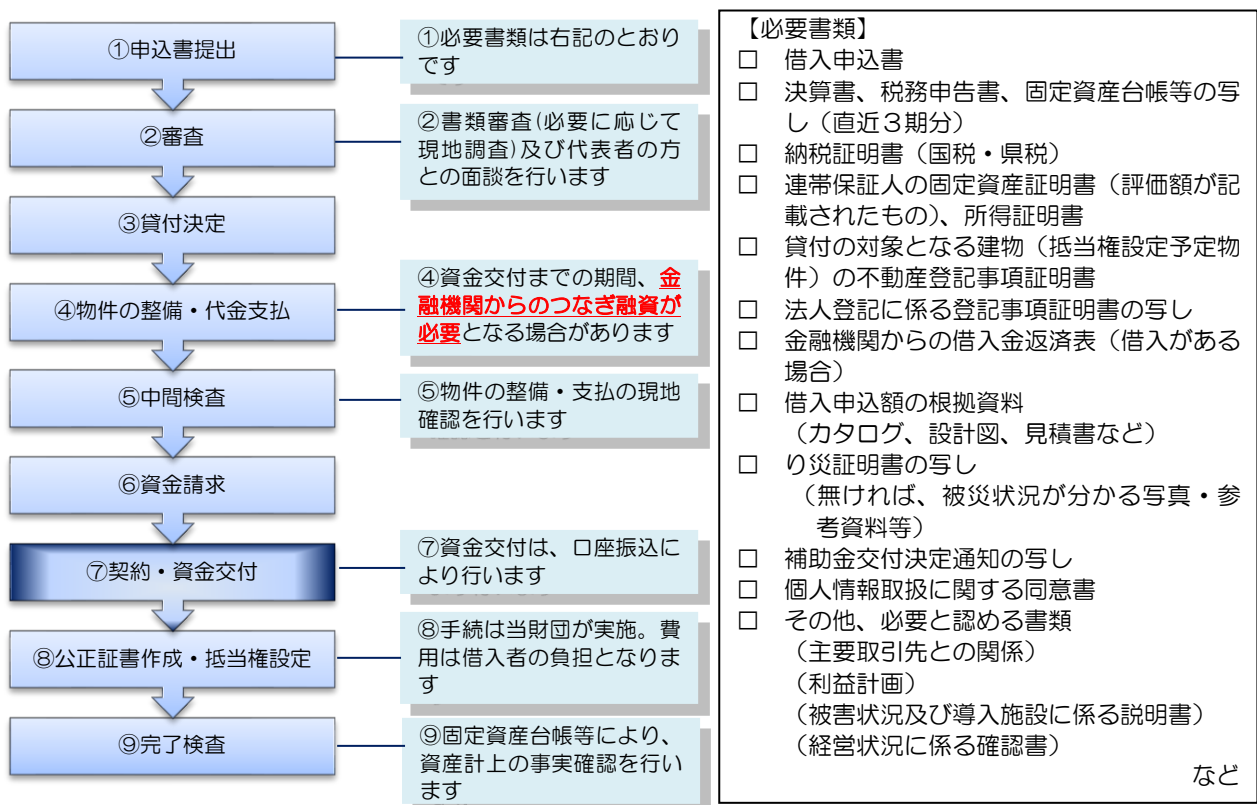 ①申込書提出
②審査
③貸付決定
④物件の整備・代金支払
⑤中間検査
⑥資金請求
⑦契約・資金交付
⑧公正証書作成・抵当権設定
⑨完了検査
①必要書類は右記のとおり
です
②書類審査(必要に応じて
現地調査)及び代表者の方
との面談を行います
④資金交付までの期間、金
融機関からのつなぎ融資が
必要となる場合があります
⑤物件の整備・支払の現地
確認を行います
⑦資金交付は、口座振込に
より行います
⑧手続は当財団が実施。費
用は借入者の負担となりま
す
⑨固定資産台帳等により、
資産計上の事実確認を行い
ます
【必要書類】
□ 借入申込書
□ 決算書、税務申告書、固定資産台帳等の写
し（直近３期分）
□ 納税証明書（国税・県税）
□ 連帯保証人の固定資産証明書（評価額が記
載されたもの）、所得証明書
□ 貸付の対象となる建物（抵当権設定予定物
件）の不動産登記事項証明書
□ 法人登記に係る登記事項証明書の写し
□ 金融機関からの借入金返済表（借入がある
場合）
□ 借入申込額の根拠資料
（カタログ、設計図、見積書など）
□ り災証明書の写し
（無ければ、被災状況が分かる写真・参
考資料等）
□ 補助金交付決定通知の写し
□ 個人情報取扱に関する同意書
□ その他、必要と認める書類
（主要取引先との関係）
（利益計画）
（被害状況及び導入施設に係る説明書）
（経営状況に係る確認書）
など